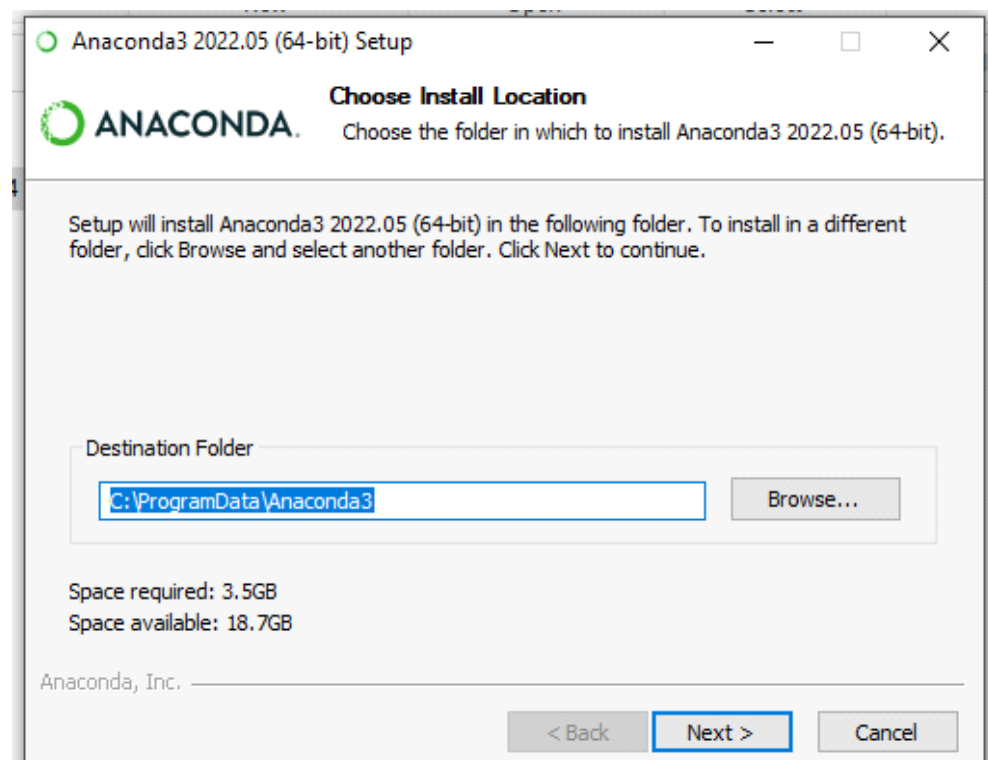 Anaconda3 2022.05 (64-bit) Setup
ANACONDA.
Choose Install Location
Choose the folder in which to install Anaconda3 2022.05 (64-bit).
4
Setup will install Anaconda3 2022.05 (64-bit) in the following folder. To install in a different
folder, click Browse and select another folder. Click Next to continue.
Destination Folder
C:\ProgramData\Anaconda3
Browse...
Space required: 3.5GB
Space available: 18.7GB
Anaconda, Inc.
< Back
Next >
Cancel